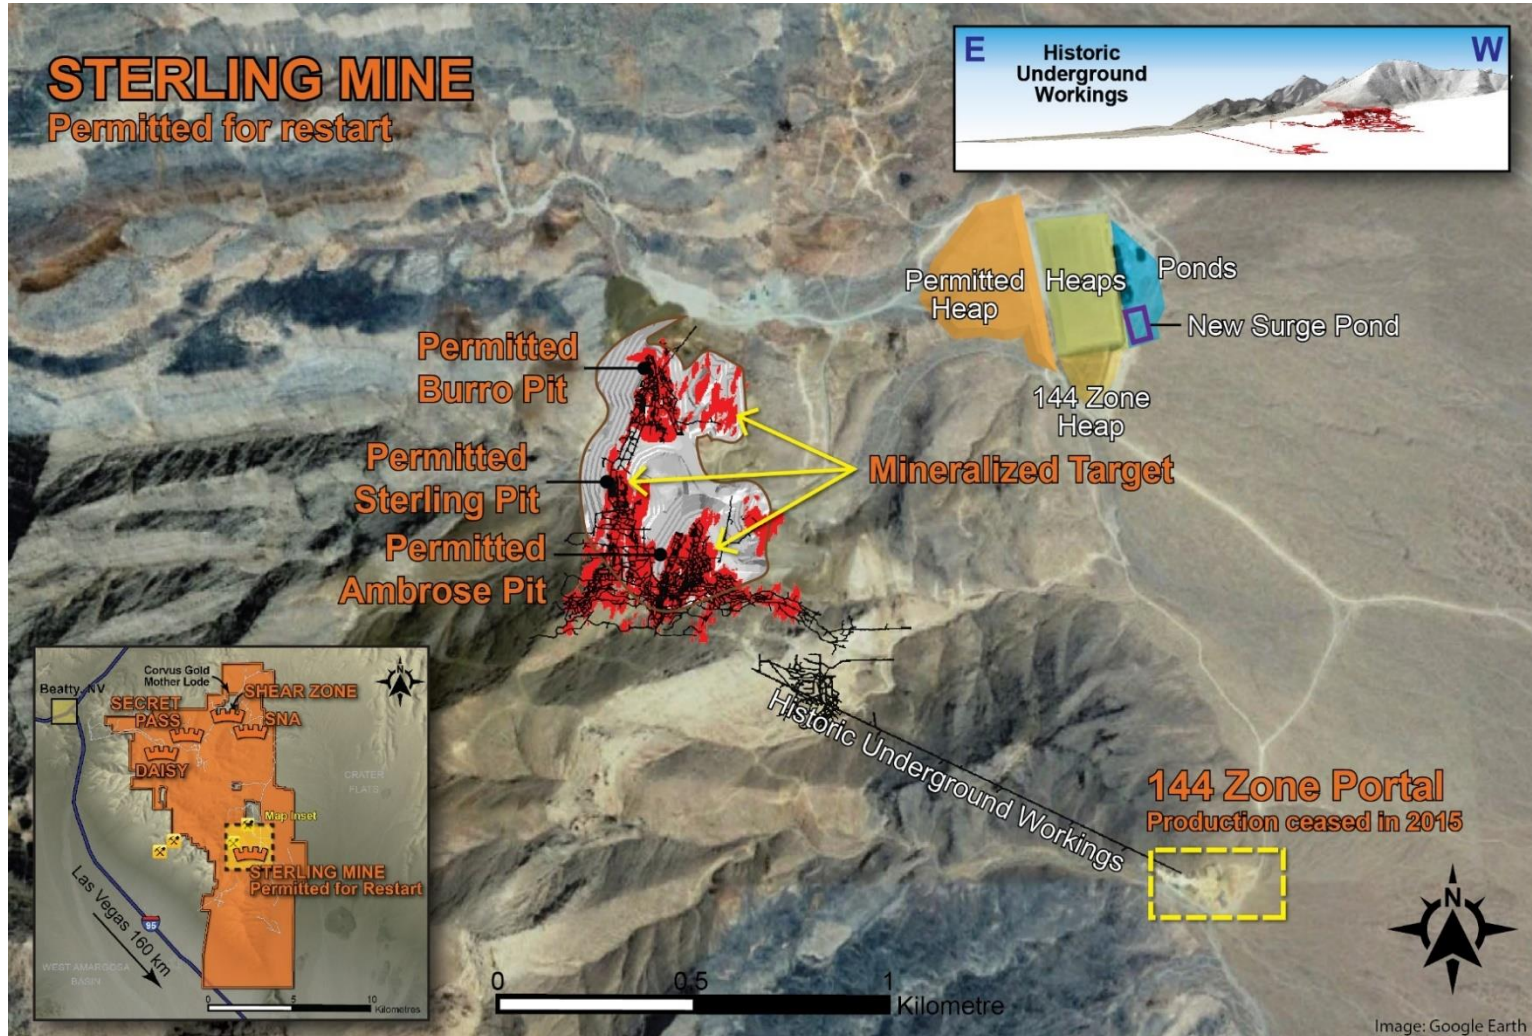 STERLING MINE
Permitted for restart
E
Historic
Underground
Workings
W
Permitted
Heap
Heaps
Ponds
New Surge Pond
144 Zone
Heap
Permitted
Burro Pit
Permitted
Sterling Pit
Permitted
Ambrose Pit
Mineralized Target
Historic Underground Workings
144 Zone Portal
Production ceased in 2015
N
0 0.5 1
Kilometre
Image: Google Earth
Beatty, NV
Corvus Gold
Mother Lode
N
SHEAR ZONE
SECRET
PASS
SNA
DAISY
CRATER
FLATS
Map Inset
STERLING MINE
Permitted for Restart
Las Vegas 160 km
95
WEST AMARGOSA
BASIN
0 5 10
Kilometres